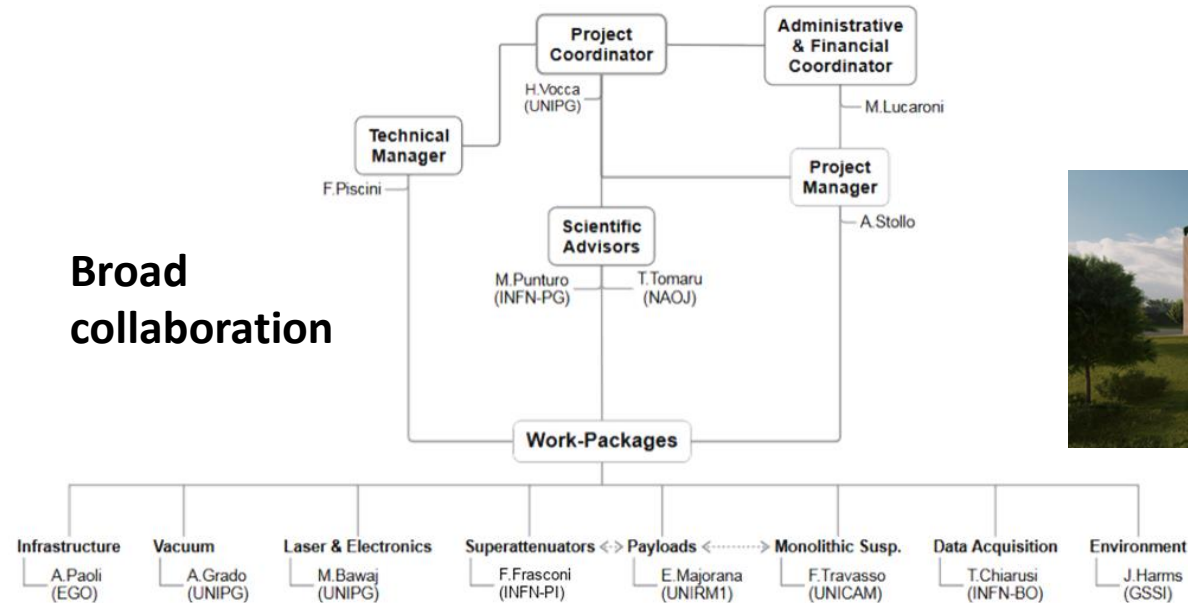 Project
Coordinator
Administrative
& Financial
Coordinator
H.Vocca
(UNIPG)
M.Lucaroni
Technical
Manager
Project
Manager
F.Piscini
A.Stollo
Scientific
Advisors
M.Punturo
(INFN-PG)
T.Tomaru
(NAOJ)
Broad
collaboration
Work-Packages
Infrastructure
A.Paoli
(EGO)
Vacuum
A.Grado
(UNIPG)
Laser & Electronics
M.Bawaj
(UNIPG)
Superattenuators
F.Frasconi
(INFN-PI)
Payloads
E.Majorana
(UNIRM1)
Monolithic Susp.
F.Travasso
(UNICAM)
Data Acquisition
T.Chiarusi
(INFN-BO)
Environment
J.Harms
(GSSI)